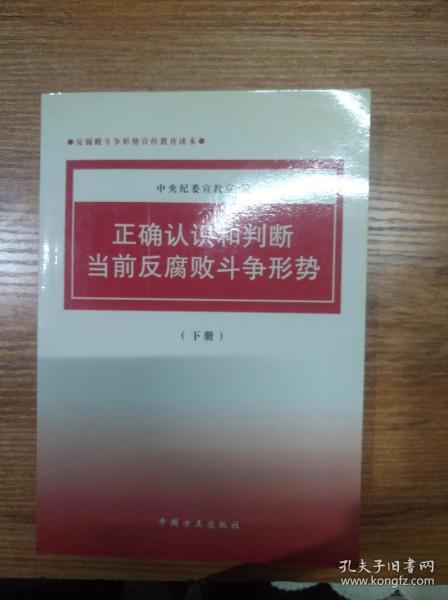 ●反腐败斗争形势宣传教育读本●
中央纪委宣教室
正确认识和判断
当前反腐败斗争形势
（下册）
中国方正出版社
孔夫子旧书网
www.kongfz.com